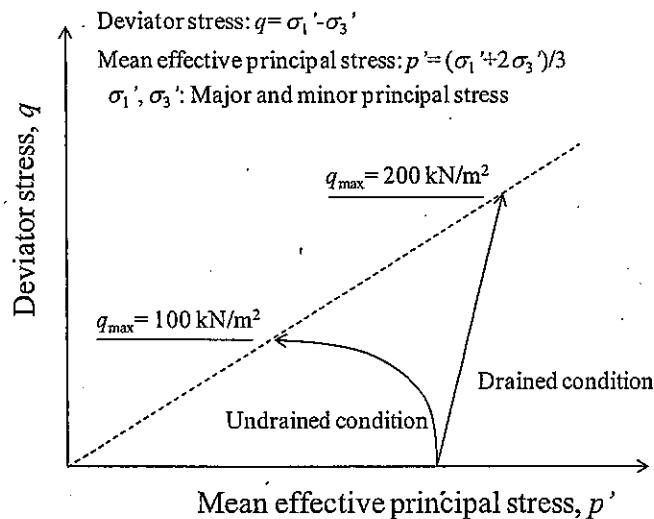 Deviator stress: q= σ₁'-σ₃'
Mean effective principal stress: p'=(σ₁'+2σ₃')/3
σ₁', σ₃': Major and minor principal stress
Deviator stress, q
qmax= 200 kN/m²
qmax= 100 kN/m²
Drained condition
Undrained condition
Mean effective principal stress, p'